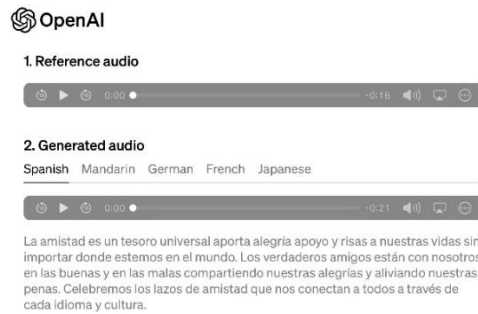 OpenAI
1. Reference audio
0:00 -0:16
2. Generated audio
Spanish Mandarin German French Japanese
0:00 -0:21
La amistad es un tesoro universal aporta alegría apoyo y risas a nuestras vidas sin
importar donde estemos en el mundo. Los verdaderos amigos están con nosotros
en las buenas y en las malas compartiendo nuestras alegrías y aliviando nuestras
penas. Celebremos los lazos de amistad que nos conectan a todos a través de
cada idioma y cultura.